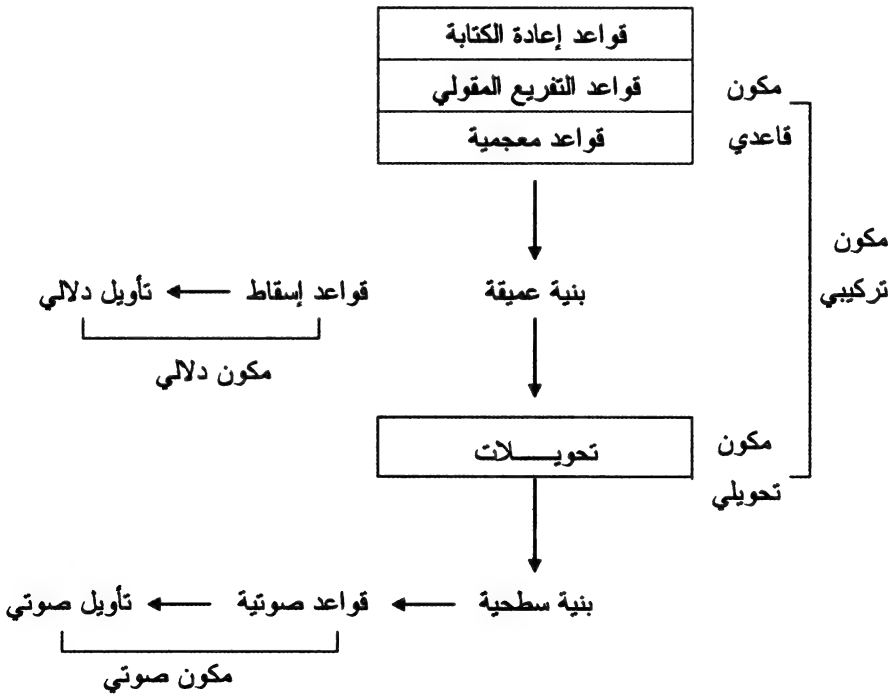 قواعد إعادة الكتابة
قواعد التفريع المقولي
قواعد معجمية
مكون
قاعدي
مكون
تركيبي
بنية عميقة
قواعد إسقاط
تأويل دلالي
مكون دلالي
تحويـــــلات
مكون
تحويلي
بنية سطحية
قواعد صوتية
تأويل صوتي
مكون صوتي